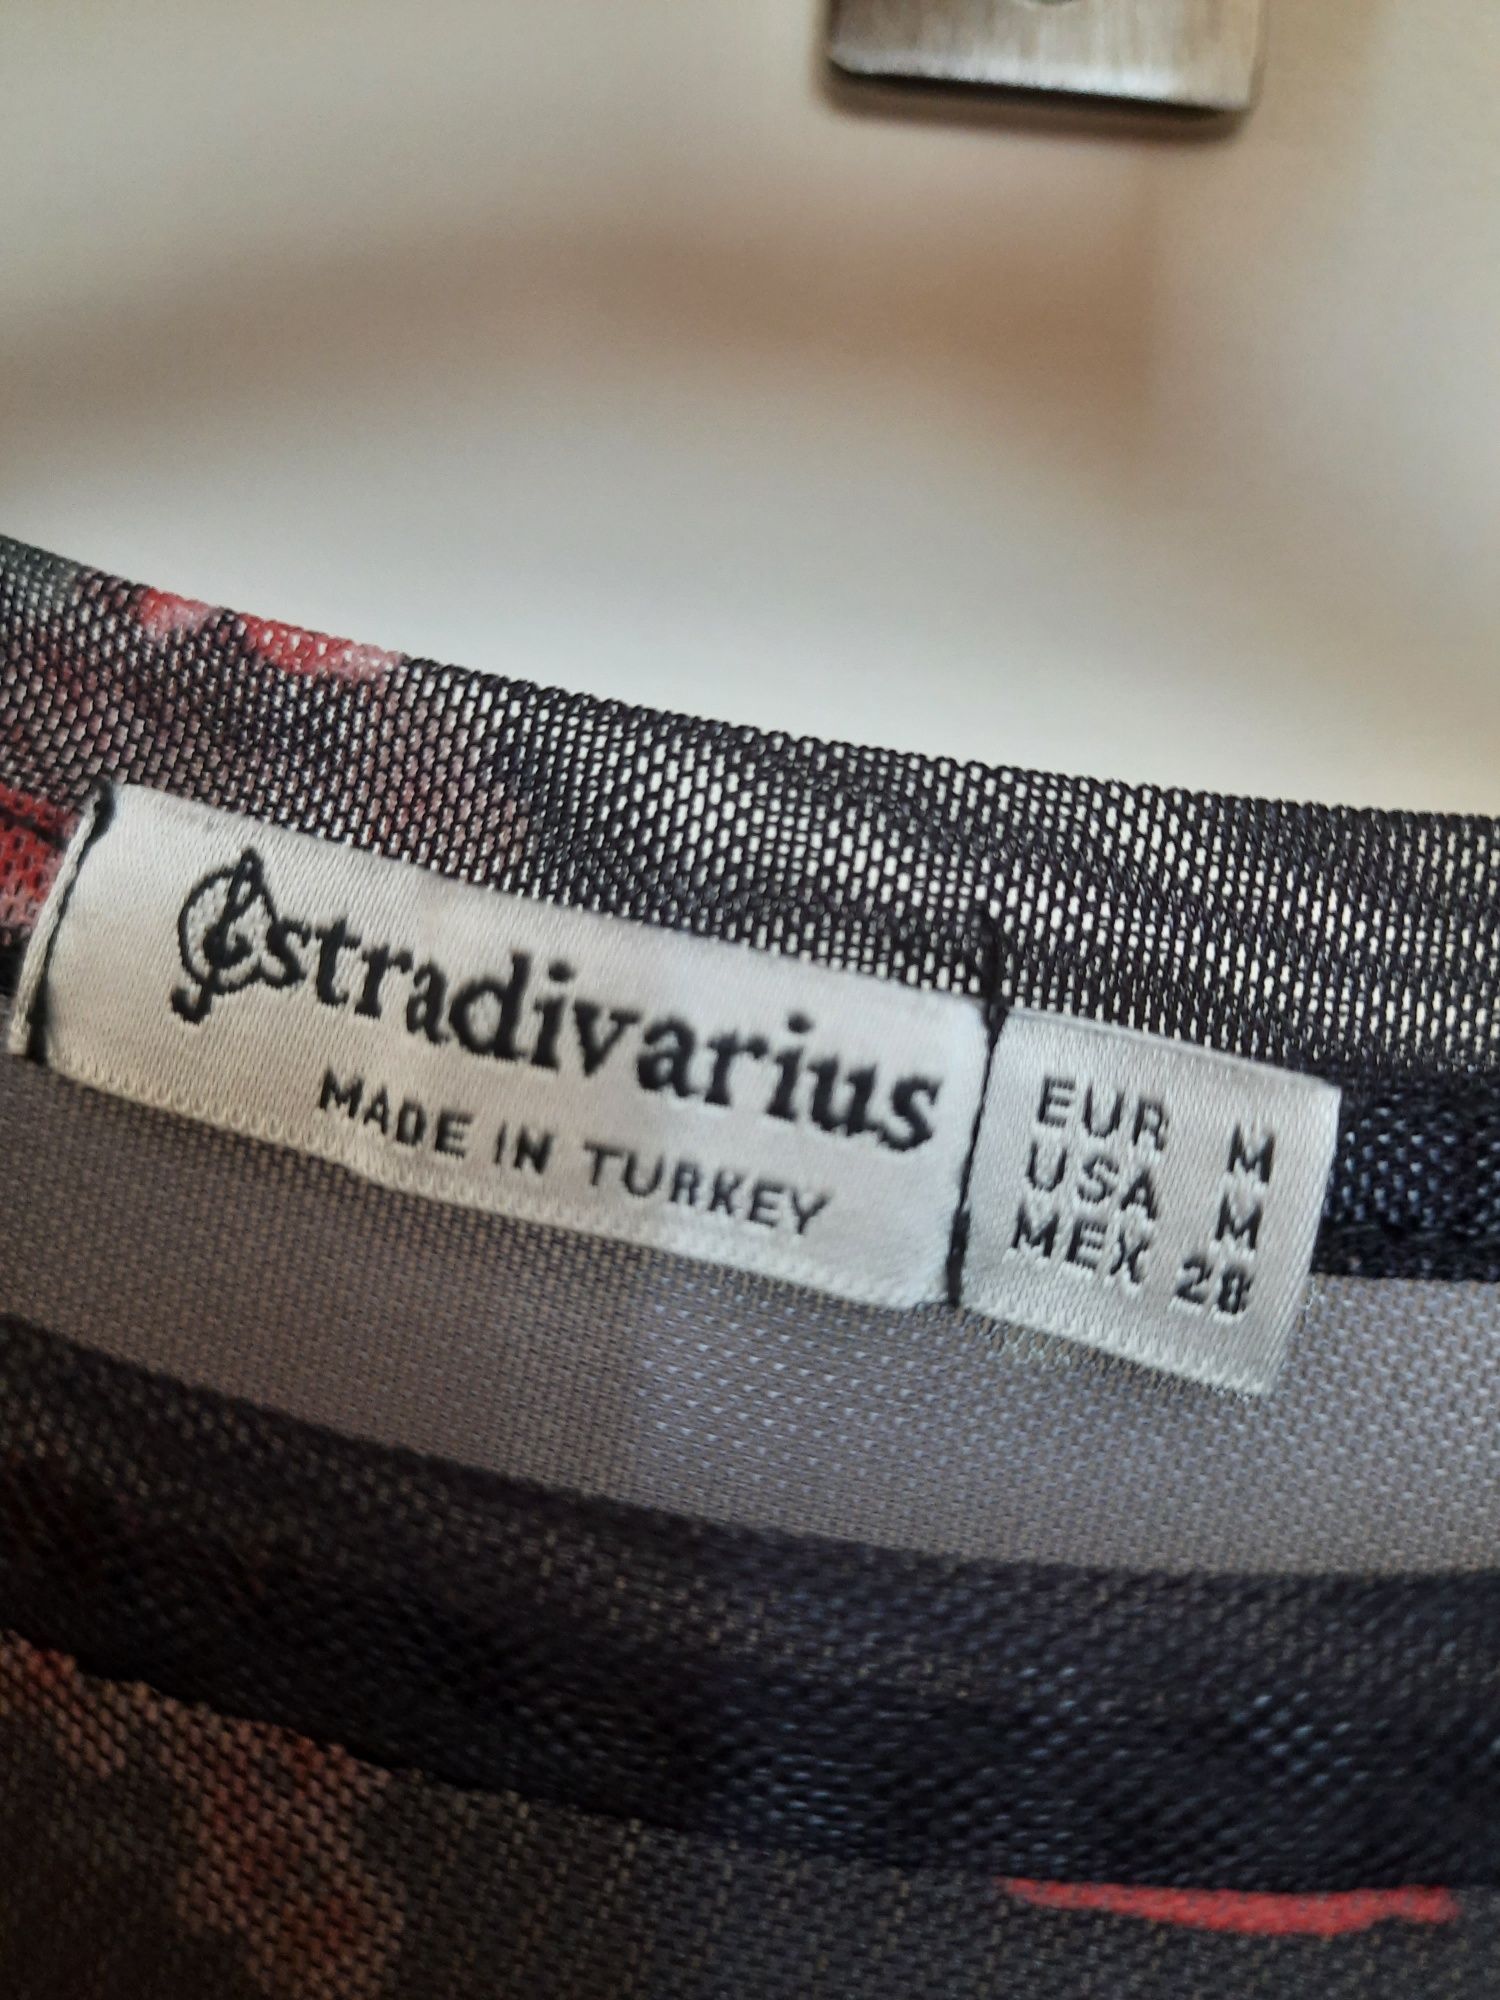 stradivarius
MADE IN TURKEY
EUR M
USA M
MEX 28